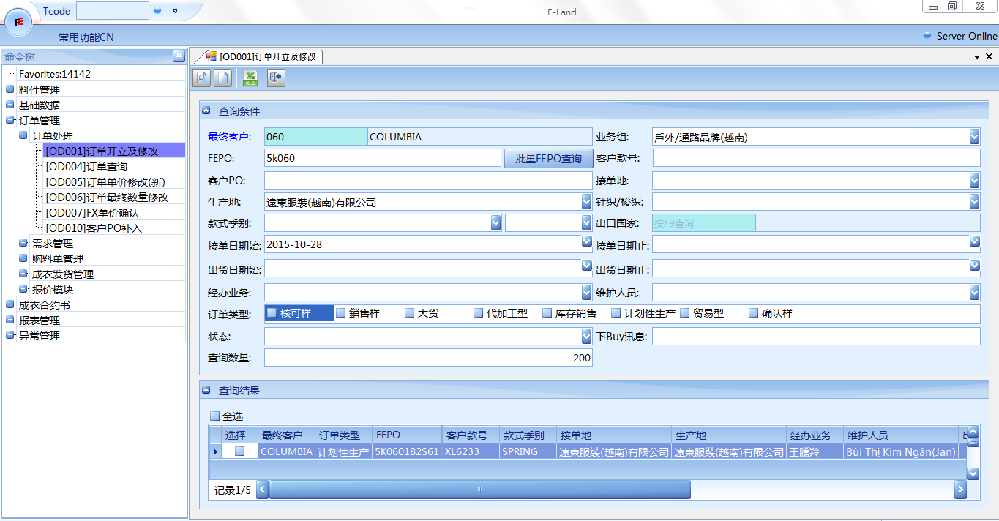 Tcode
E-Land
常用功能CN
Server Online
命令树
[OD001]订单开立及修改
Favorites:14142
料件管理
基础数据
订单管理
订单处理
[OD001]订单开立及修改
[OD004]订单查询
[OD005]订单单价修改(新)
[OD006]订单最终数量修改
[OD007]FX单价确认
[OD010]客户PO补入
需求管理
购料单管理
成衣发货管理
报价模块
成衣合约书
报表管理
异常管理
XLS
查询条件
最终客户: 060 COLUMBIA 业务组: 戶外/通路品牌(越南)
FEPO: 5k060 批量FEPO查询 客户款号:
客户PO: 接单地:
生产地: 遠東服裝(越南)有限公司 针织/梭织:
款式季别: 出口国家: 按F9查询
接单日期始: 2015-10-28 接单日期止:
出货日期始: 出货日期止:
经办业务: 维护人员:
订单类型: 核可样 銷售样 大货 代加工型 库存销售 计划性生产 贸易型 确认样
状态: 下Buy讯息:
查询数量: 200
查询结果
全选
选择 最终客户 订单类型 FEPO 客户款号 款式季别 接单地 生产地 经办业务 维护人员
COLUMBIA 计划性生产 5K060182S61 XL6233 SPRING 遠東服裝(越南)有限公司 遠東服裝(越南)有限公司 王騰羚 Bùi Thị Kim Ngân(Jan)
记录1/5